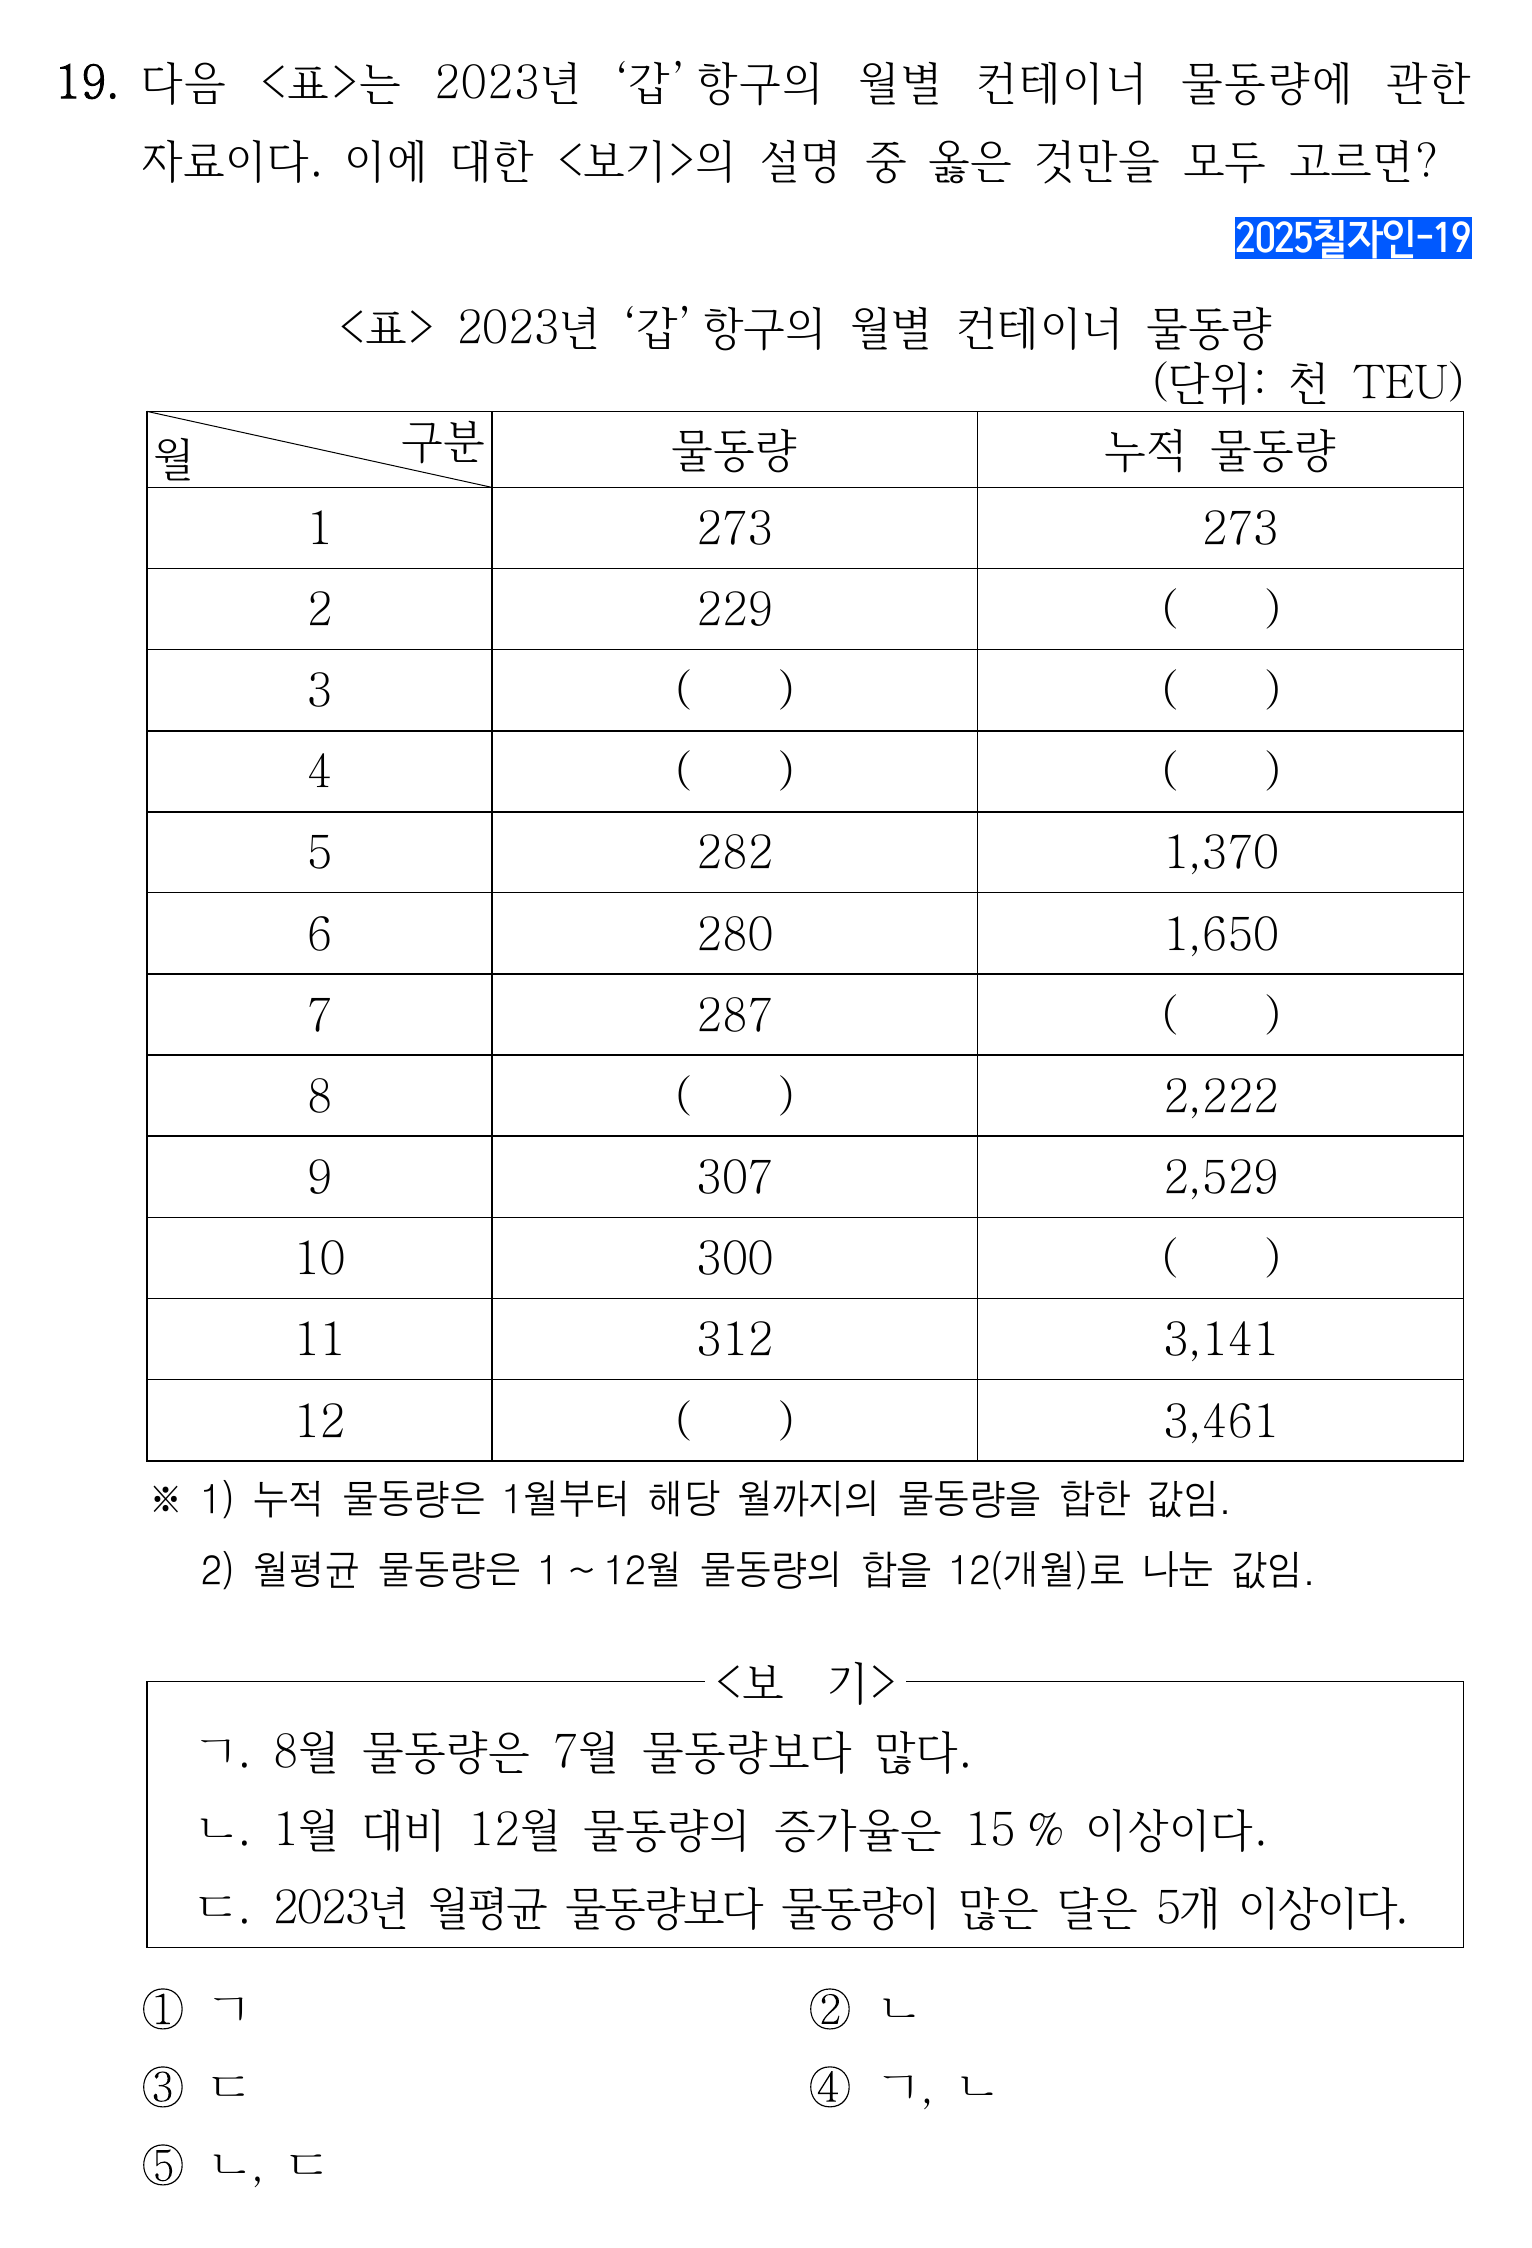 19. 다음 <표>는 2023년 ‘갑’항구의 월별 컨테이너 물동량에 관한
자료이다. 이에 대한 <보기>의 설명 중 옳은 것만을 모두 고르면?
2025칠자인-19
<표> 2023년 ‘갑’항구의 월별 컨테이너 물동량
(단위: 천 TEU)
월 구분 물동량 누적 물동량
1 273 273
2 229 ( )
3 ( ) ( )
4 ( ) ( )
5 282 1,370
6 280 1,650
7 287 ( )
8 ( ) 2,222
9 307 2,529
10 300 ( )
11 312 3,141
12 ( ) 3,461
※ 1) 누적 물동량은 1월부터 해당 월까지의 물동량을 합한 값임.
2) 월평균 물동량은 1~12월 물동량의 합을 12(개월)로 나눈 값임.
<보 기>
ㄱ. 8월 물동량은 7월 물동량보다 많다.
ㄴ. 1월 대비 12월 물동량의 증가율은 15% 이상이다.
ㄷ. 2023년 월평균 물동량보다 물동량이 많은 달은 5개 이상이다.
① ㄱ ② ㄴ
③ ㄷ ④ ㄱ, ㄴ
⑤ ㄴ, ㄷ